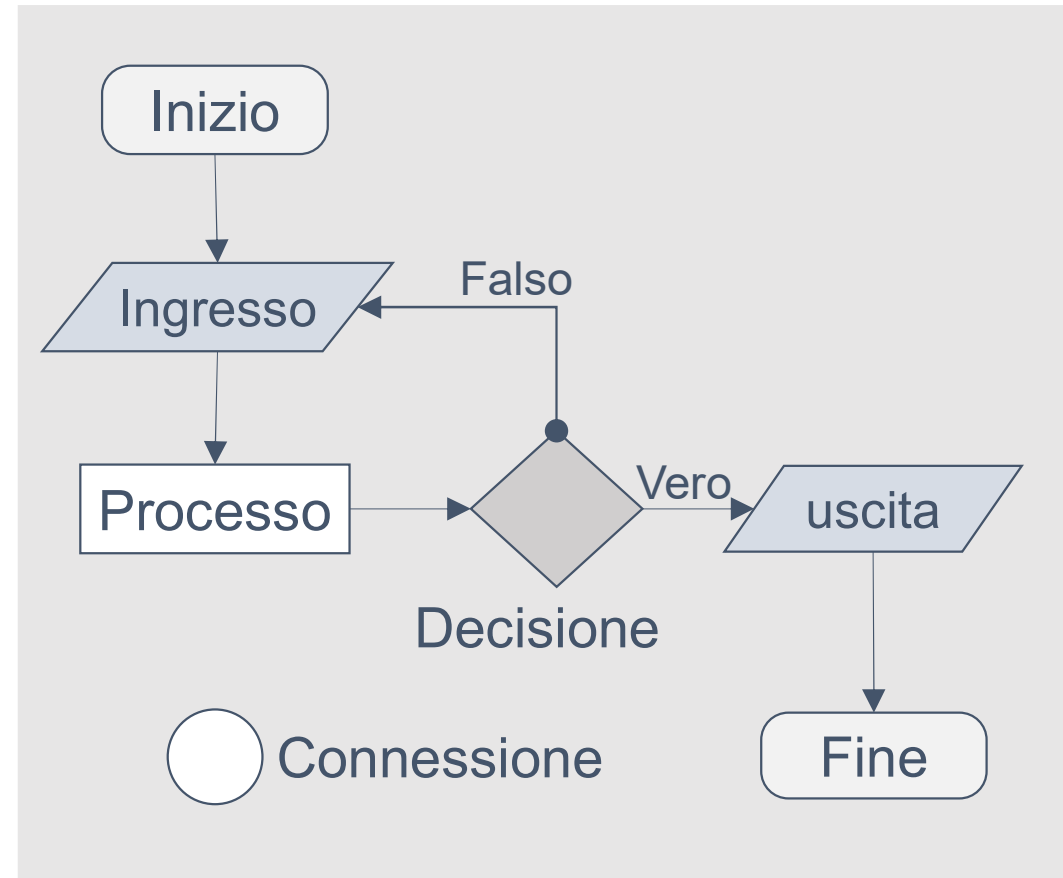 Inizio
Falso
Ingresso
Vero
Processo
uscita
Decisione
Connessione
Fine